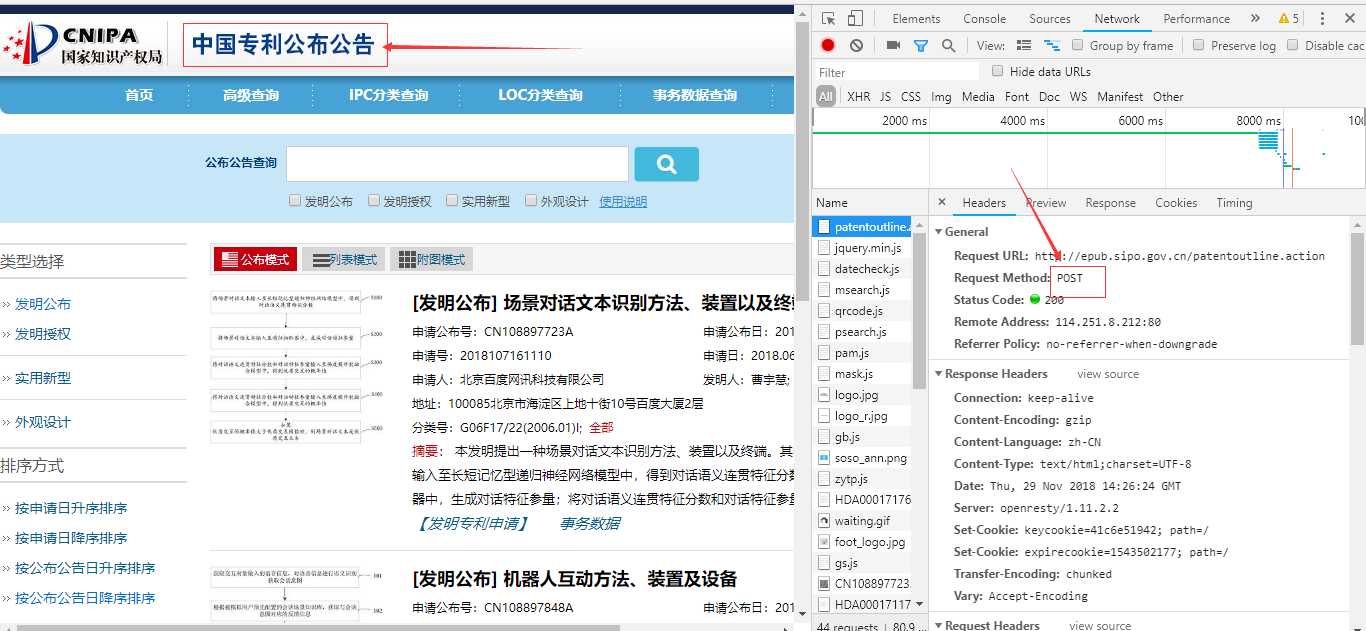 CNIPA
国家知识产权局
中国专利公布公告
首页 高级查询 IPC分类查询 LOC分类查询 事务数据查询
公布公告查询
发明公布 发明授权 实用新型 外观设计 使用说明
类型选择
›› 发明公布
›› 发明授权
›› 实用新型
›› 外观设计
排序方式
›› 按申请日升序排序
›› 按申请日降序排序
›› 按公布公告日升序排序
›› 按公布公告日降序排序
公布模式 列表模式 附图模式
S100
S200
S300
S400
S500
[发明公布] 场景对话文本识别方法、装置以及终端
申请公布号：CN108897723A 申请公布日：201
申请号：2018107161110 申请日：2018.06
申请人：北京百度网讯科技有限公司 发明人：曹宇慧;
地址：100085北京市海淀区上地十街10号百度大厦2层
分类号：G06F17/22(2006.01)I; 全部
摘要： 本发明提出一种场景对话文本识别方法、装置以及终端。其
输入至长短记忆型递归神经网络模型中，得到对话语义连贯特征分数
器中，生成对话特征参量；将对话语义连贯特征分数和对话特征参量
【发明专利申请】 事务数据
101
102
[发明公布] 机器人互动方法、装置及设备
申请公布号：CN108897848A 申请公布日：201
Elements Console Sources Network Performance » 5
View: Group by frame Preserve log Disable cac
Filter Hide data URLs
All XHR JS CSS Img Media Font Doc WS Manifest Other
2000 ms 4000 ms 6000 ms 8000 ms 100
Name
patentoutline.a
jquery.min.js
datecheck.js
msearch.js
qrcode.js
psearch.js
pam.js
mask.js
logo.jpg
logo_r.jpg
gb.js
soso_ann.png
zytp.js
HDA00017176
waiting.gif
foot_logo.jpg
gs.js
CN108897723.
HDA00017117
44 requests | 80.9 ...
× Headers Preview Response Cookies Timing
General
Request URL: http://epub.sipo.gov.cn/patentoutline.action
Request Method: POST
Status Code: 200
Remote Address: 114.251.8.212:80
Referrer Policy: no-referrer-when-downgrade
Response Headers view source
Connection: keep-alive
Content-Encoding: gzip
Content-Language: zh-CN
Content-Type: text/html;charset=UTF-8
Date: Thu, 29 Nov 2018 14:26:24 GMT
Server: openresty/1.11.2.2
Set-Cookie: keycookie=41c6e51942; path=/
Set-Cookie: expirecookie=1543502177; path=/
Transfer-Encoding: chunked
Vary: Accept-Encoding
Request Headers view source